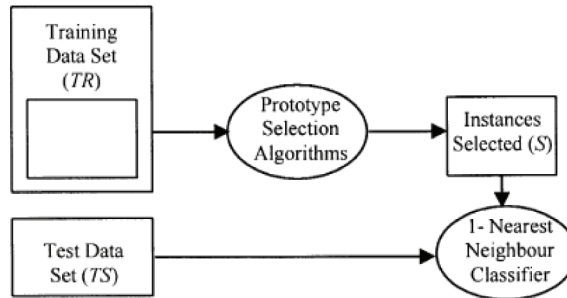 Training
Data Set
(TR)
Prototype
Selection
Algorithms
Instances
Selected (S)
Test Data
Set (TS)
1- Nearest
Neighbour
Classifier